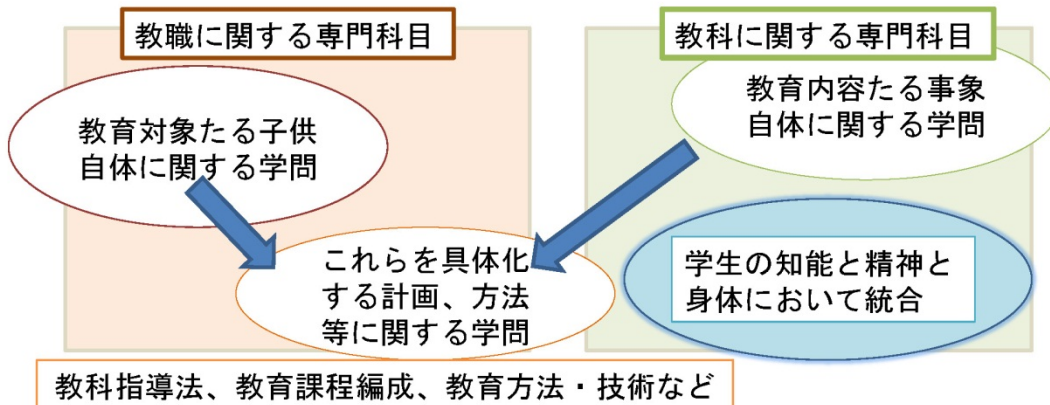 教職に関する専門科目
教科に関する専門科目
教育対象たる子供
自体に関する学問
教育内容たる事象
自体に関する学問
これらを具体化
する計画、方法
等に関する学問
学生の知能と精神と
身体において統合
教科指導法、教育課程編成、教育方法・技術など